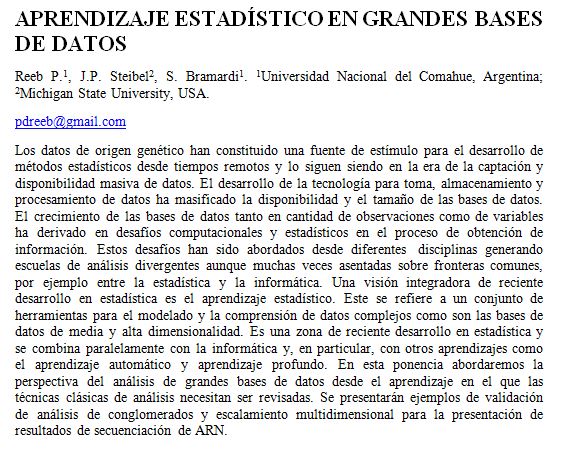 APRENDIZAJE ESTADÍSTICO EN GRANDES BASES
DE DATOS
Reeb P.¹, J.P. Steibel², S. Bramardi¹. ¹Universidad Nacional del Comahue, Argentina;
²Michigan State University, USA.
pdreeb@gmail.com
Los datos de origen genético han constituido una fuente de estímulo para el desarrollo de
métodos estadísticos desde tiempos remotos y lo siguen siendo en la era de la captación y
disponibilidad masiva de datos. El desarrollo de la tecnología para toma, almacenamiento y
procesamiento de datos ha masificado la disponibilidad y el tamaño de las bases de datos.
El crecimiento de las bases de datos tanto en cantidad de observaciones como de variables
ha derivado en desafíos computacionales y estadísticos en el proceso de obtención de
información. Estos desafíos han sido abordados desde diferentes disciplinas generando
escuelas de análisis divergentes aunque muchas veces asentadas sobre fronteras comunes,
por ejemplo entre la estadística y la informática. Una visión integradora de reciente
desarrollo en estadística es el aprendizaje estadístico. Este se refiere a un conjunto de
herramientas para el modelado y la comprensión de datos complejos como son las bases de
datos de media y alta dimensionalidad. Es una zona de reciente desarrollo en estadística y
se combina paralelamente con la informática y, en particular, con otros aprendizajes como
el aprendizaje automático y aprendizaje profundo. En esta ponencia abordaremos la
perspectiva del análisis de grandes bases de datos desde el aprendizaje en el que las
técnicas clásicas de análisis necesitan ser revisadas. Se presentarán ejemplos de validación
de análisis de conglomerados y escalamiento multidimensional para la presentación de
resultados de secuenciación de ARN.